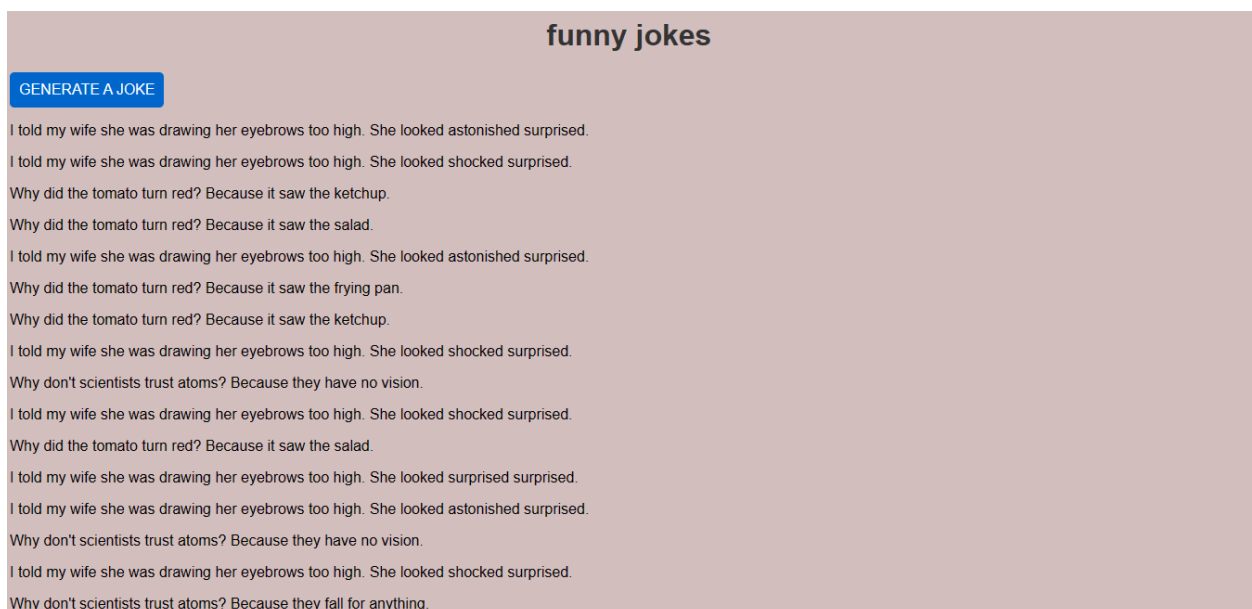 funny jokes
GENERATE A JOKE
I told my wife she was drawing her eyebrows too high. She looked astonished surprised.
I told my wife she was drawing her eyebrows too high. She looked shocked surprised.
Why did the tomato turn red? Because it saw the ketchup.
Why did the tomato turn red? Because it saw the salad.
I told my wife she was drawing her eyebrows too high. She looked astonished surprised.
Why did the tomato turn red? Because it saw the frying pan.
Why did the tomato turn red? Because it saw the ketchup.
I told my wife she was drawing her eyebrows too high. She looked shocked surprised.
Why don't scientists trust atoms? Because they have no vision.
I told my wife she was drawing her eyebrows too high. She looked shocked surprised.
Why did the tomato turn red? Because it saw the salad.
I told my wife she was drawing her eyebrows too high. She looked surprised surprised.
I told my wife she was drawing her eyebrows too high. She looked astonished surprised.
Why don't scientists trust atoms? Because they have no vision.
I told my wife she was drawing her eyebrows too high. She looked shocked surprised.
Why don't scientists trust atoms? Because they fall for anything.